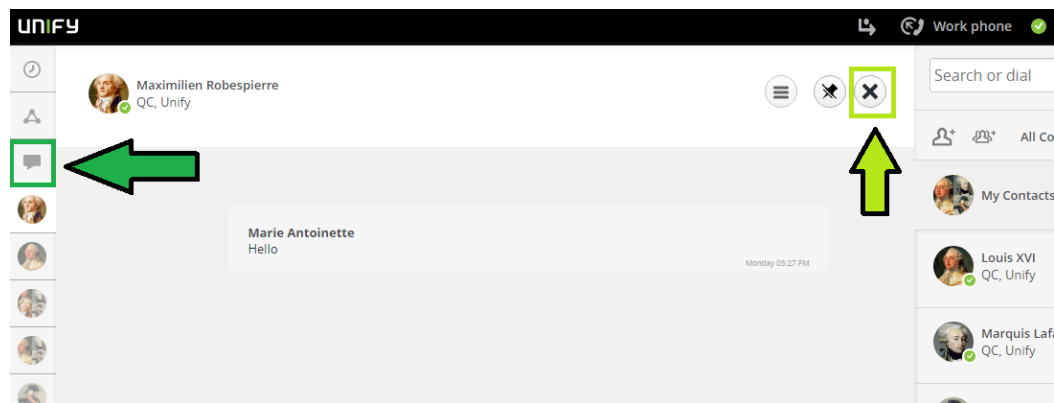 UNIFY
Work phone
Maximilien Robespierre
QC, Unify
Search or dial
All Co
My Contacts
Marie Antoinette
Hello
Monday 05:27 PM
Louis XVI
QC, Unify
Marquis Lafa
QC, Unify